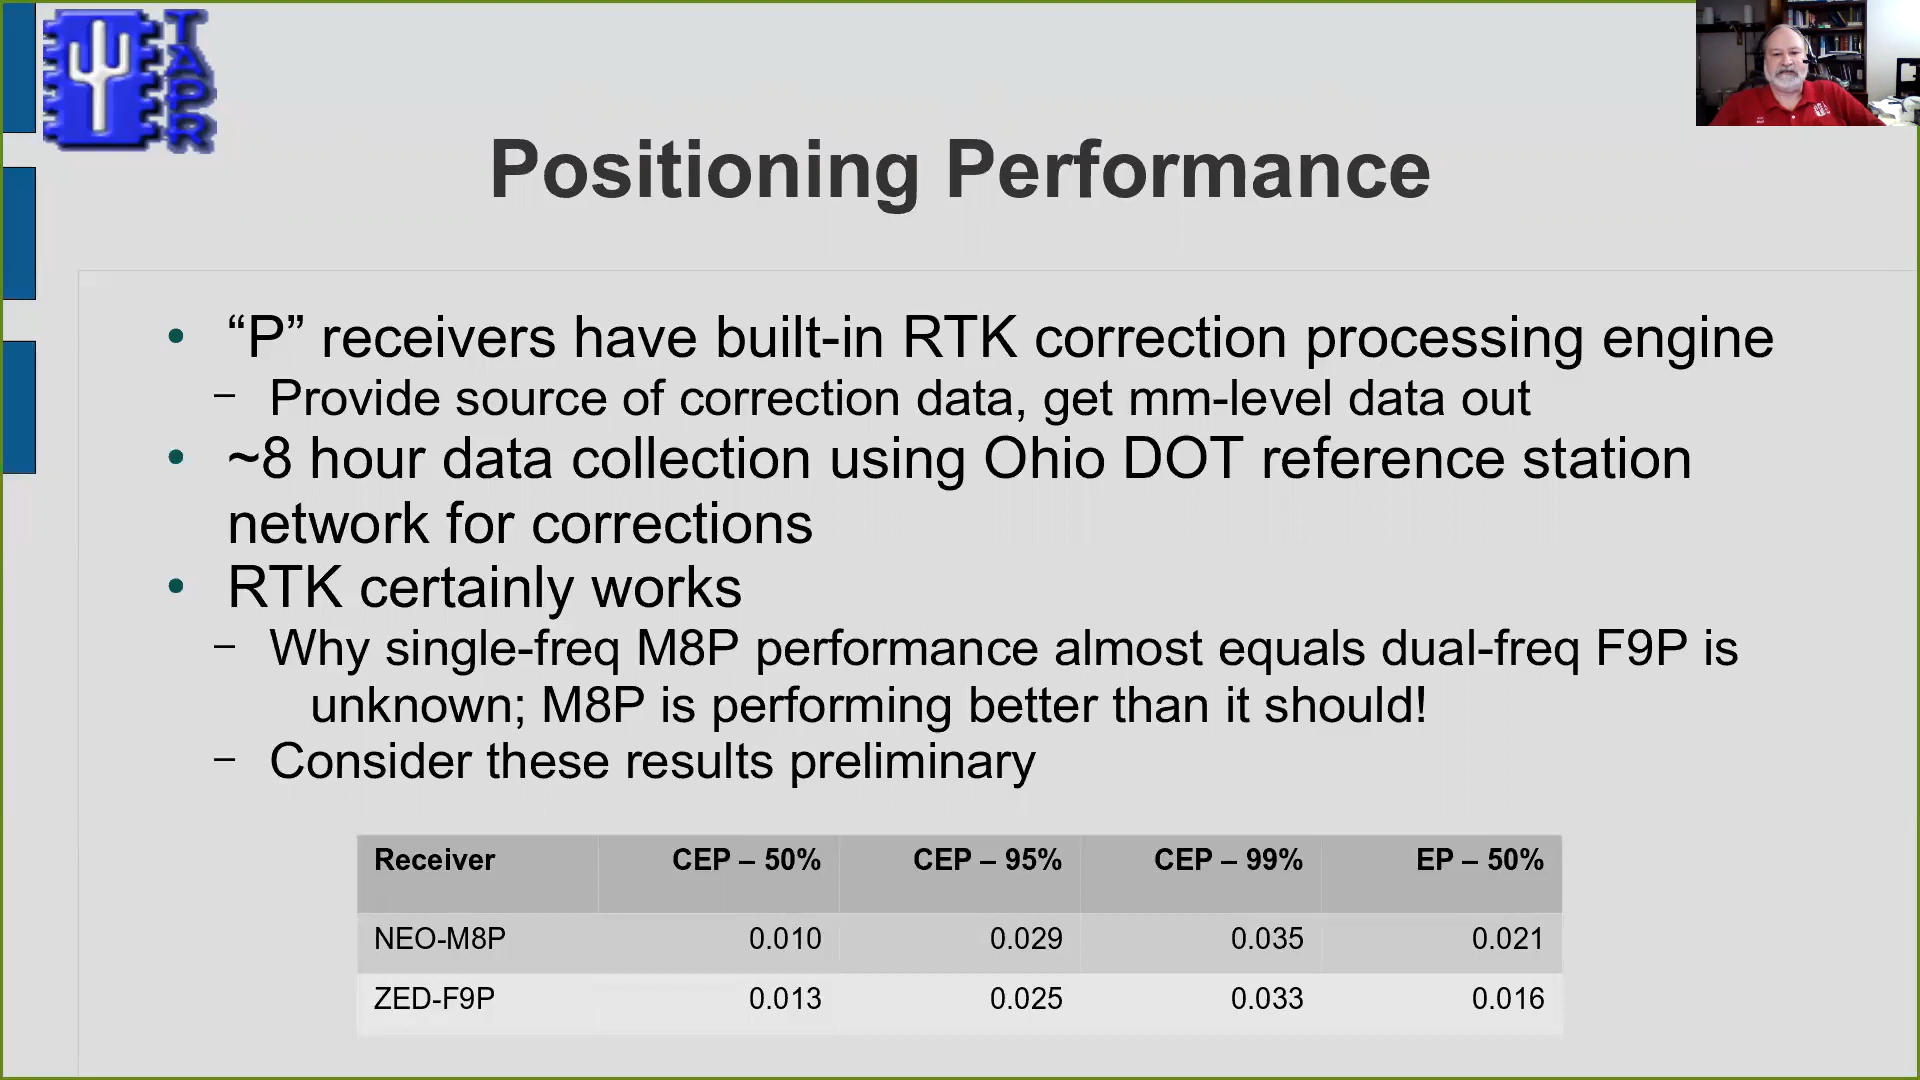 TAPR
Positioning Performance
• “P” receivers have built-in RTK correction processing engine
– Provide source of correction data, get mm-level data out
• ~8 hour data collection using Ohio DOT reference station
network for corrections
• RTK certainly works
– Why single-freq M8P performance almost equals dual-freq F9P is
unknown; M8P is performing better than it should!
– Consider these results preliminary
Receiver CEP – 50% CEP – 95% CEP – 99% EP – 50%
NEO-M8P 0.010 0.029 0.035 0.021
ZED-F9P 0.013 0.025 0.033 0.016